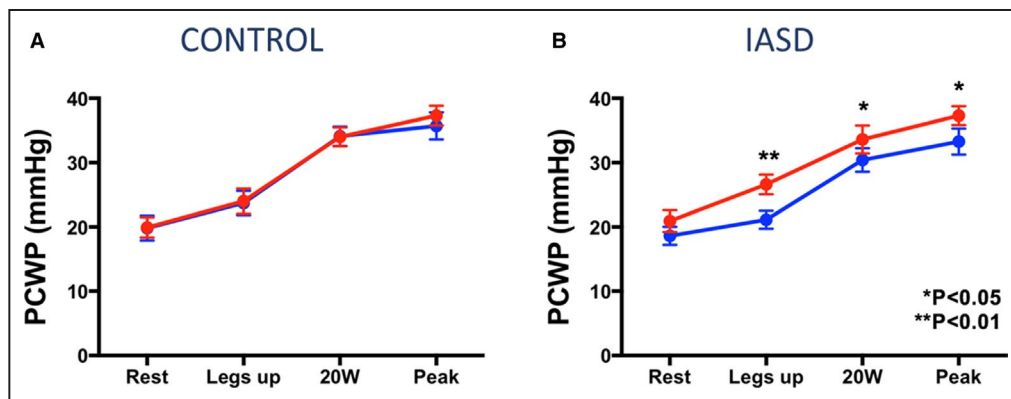 A
CONTROL
PCWP (mmHg)
40
30
20
10
0
Rest Legs up 20W Peak
B
IASD
PCWP (mmHg)
40
30
20
10
0
**
*
*
*P<0.05
**P<0.01
Rest Legs up 20W Peak